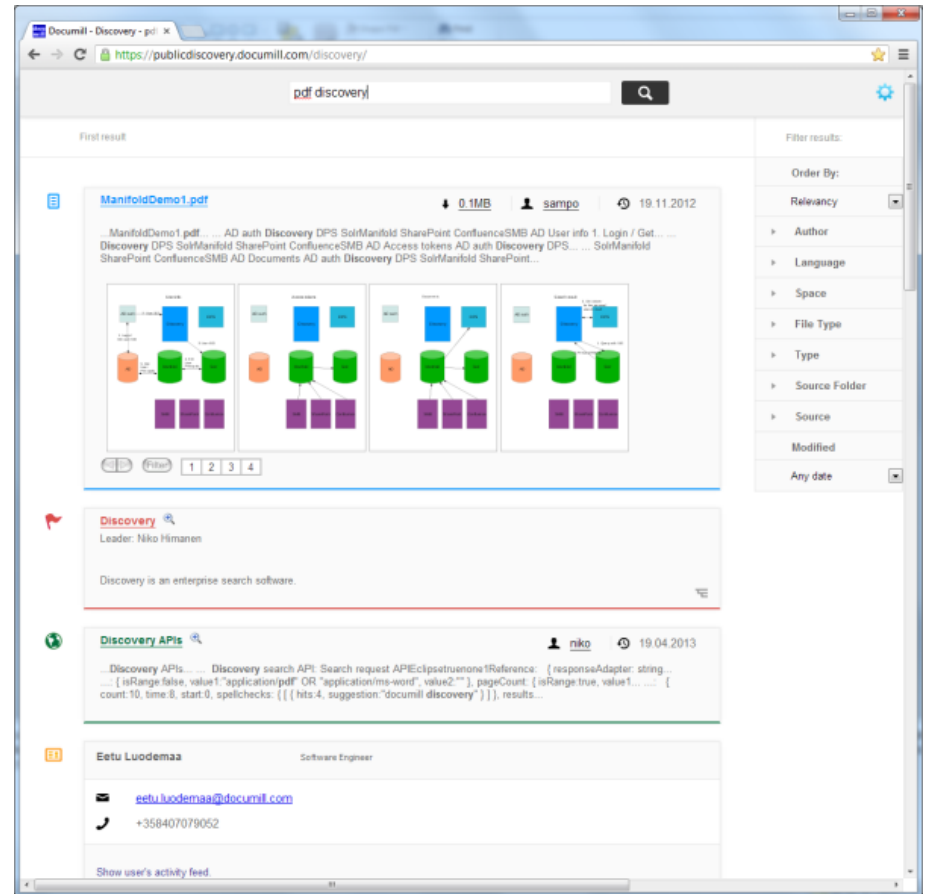 Documill - Discovery - pdf
https://publicdiscovery.documill.com/discovery/
pdf discovery
First result
Filter results:
Order By:
Relevancy
Author
Language
Space
File Type
Type
Source Folder
Source
Modified
Any date
ManifoldDemo1.pdf
0.1MB
sampo
19.11.2012
...ManifoldDemo1.pdf... ... AD auth Discovery DPS SolrManifold SharePoint ConfluenceSMB AD User info 1. Login / Get... ...
Discovery DPS SolrManifold SharePoint ConfluenceSMB AD Access tokens AD auth Discovery DPS... ... SolrManifold
SharePoint ConfluenceSMB AD Documents AD auth Discovery DPS SolrManifold SharePoint...
Filter
1 2 3 4
Discovery
Leader: Niko Himanen
Discovery is an enterprise search software.
Discovery APIs
niko
19.04.2013
...Discovery APIs... ... Discovery search API: Search request APIEclipsetruenone1Reference: { responseAdapter: string...
...: { isRange:false, value1:"application/pdf" OR "application/ms-word", value2:"" }, pageCount: { isRange:true, value1... ...: {
count:10, time:8, start:0, spellchecks: { [ { hits:4, suggestion:"documill discovery" } ] }, results...
Eetu Luodemaa
Software Engineer
eetu.luodemaa@documill.com
+358407079052
Show user's activity feed.